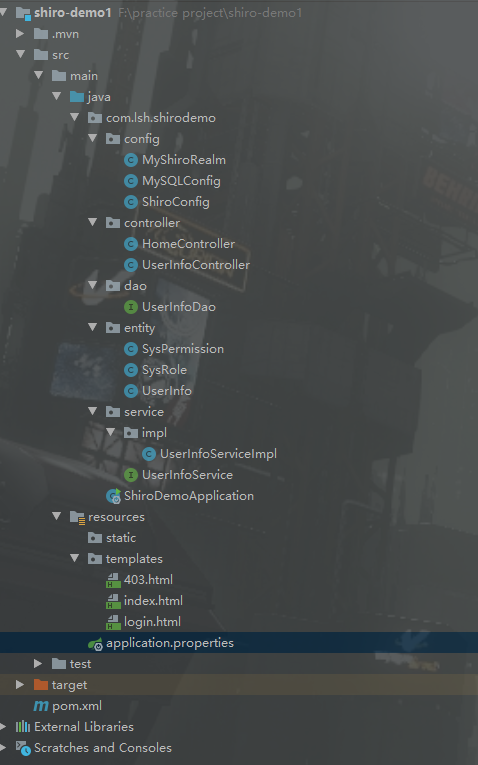 shiro-demo1 F:\practice project\shiro-demo1
.mvn
src
main
java
com.lsh.shirodemo
config
MyShiroRealm
MySQLConfig
ShiroConfig
controller
HomeController
UserInfoController
dao
UserInfoDao
entity
SysPermission
SysRole
UserInfo
service
impl
UserInfoServiceImpl
UserInfoService
ShiroDemoApplication
resources
static
templates
403.html
index.html
login.html
application.properties
test
target
pom.xml
External Libraries
Scratches and Consoles